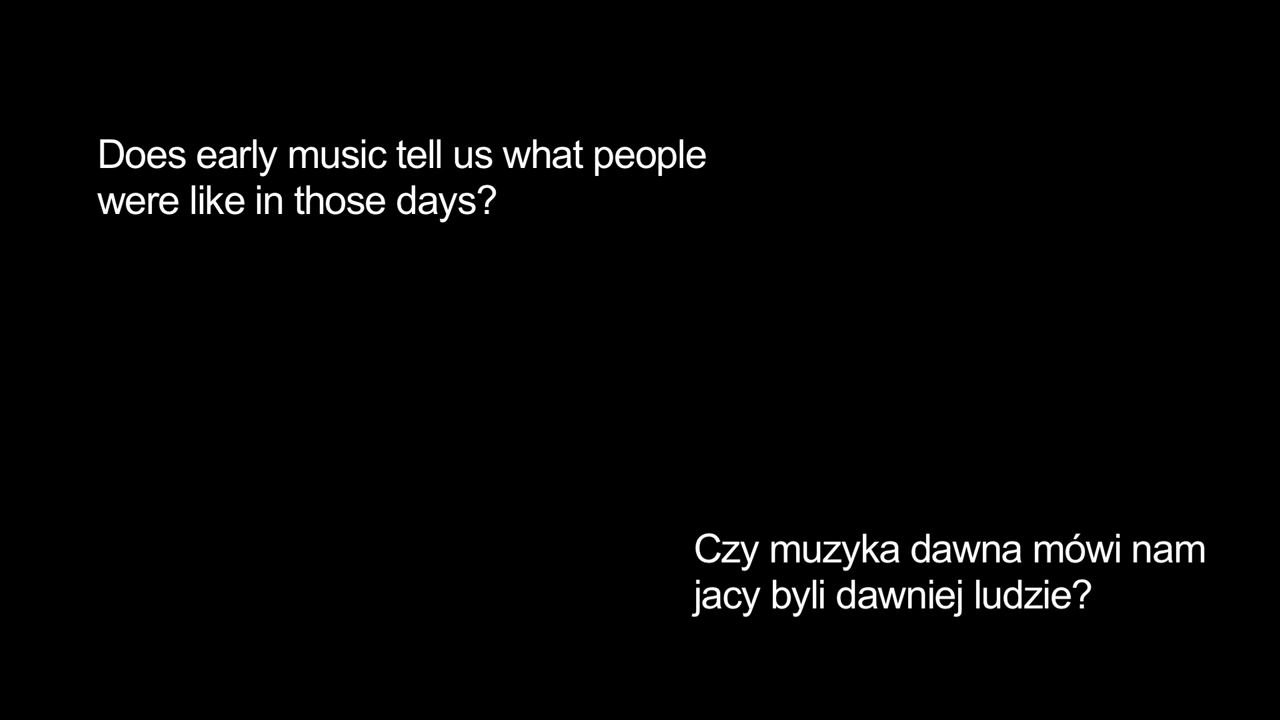 Does early music tell us what people
were like in those days?
Czy muzyka dawna mówi nam
jacy byli dawniej ludzie?